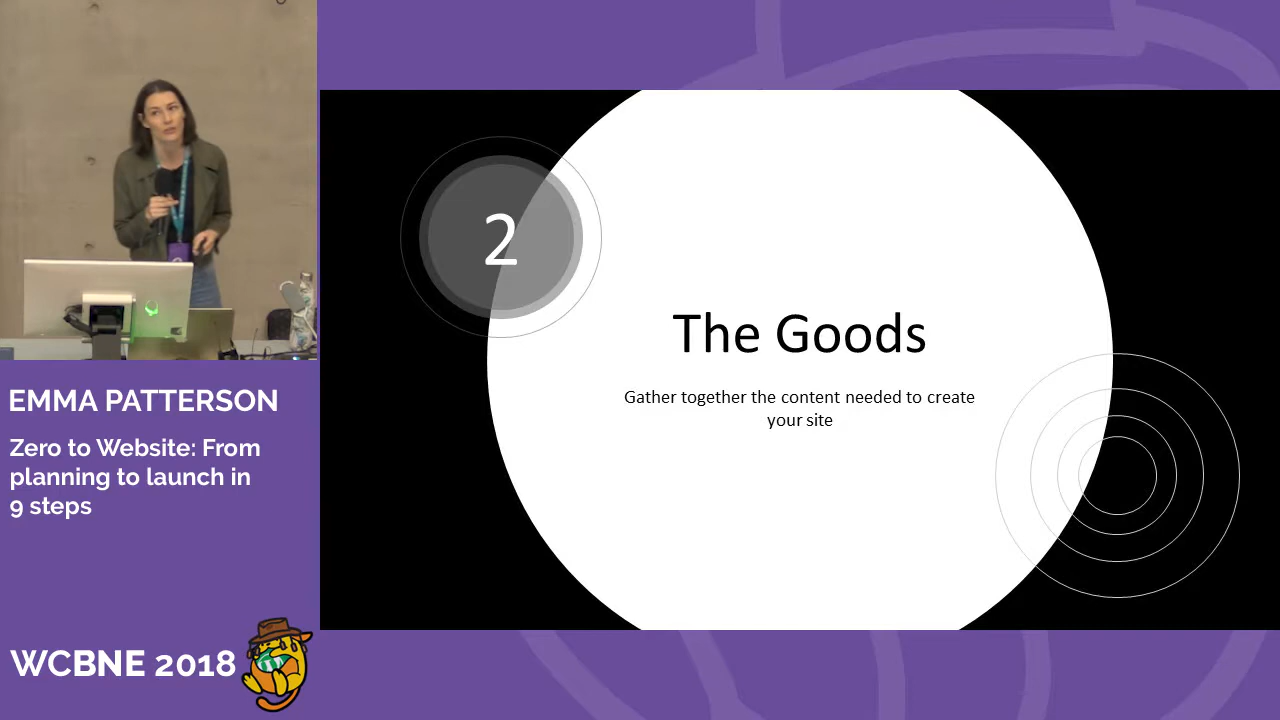 EMMA PATTERSON
Zero to Website: From
planning to launch in
9 steps
WCBNE 2018
2
The Goods
Gather together the content needed to create
your site